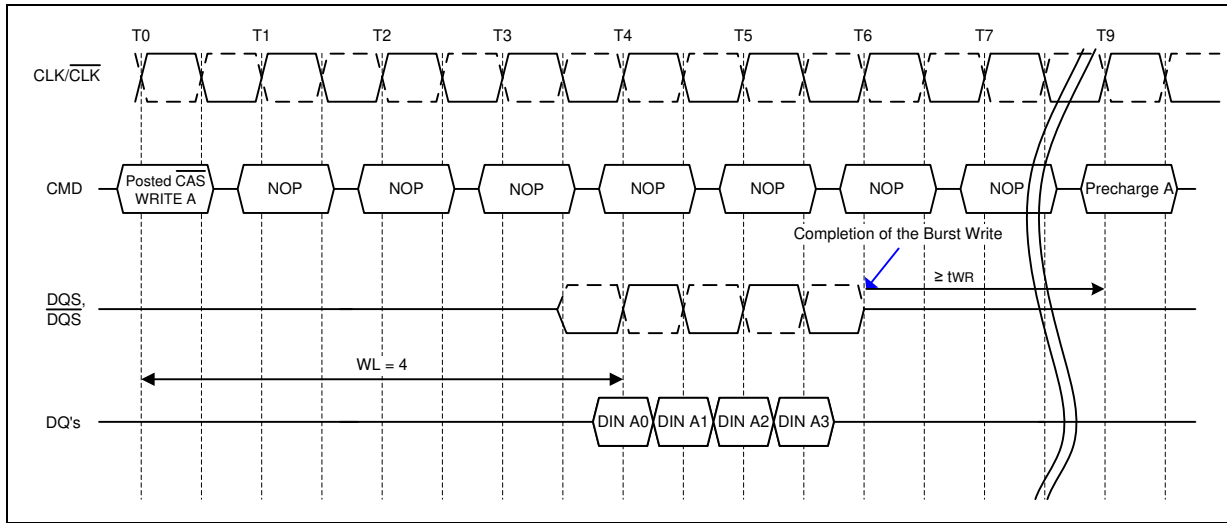 T0 T1 T2 T3 T4 T5 T6 T7 T9
CLK/CLK
CMD
Posted CAS
WRITE A
NOP NOP NOP NOP NOP NOP NOP
Precharge A
Completion of the Burst Write
≥ tWR
DQS,
DQS
WL = 4
DQ's
DIN A0 DIN A1 DIN A2 DIN A3